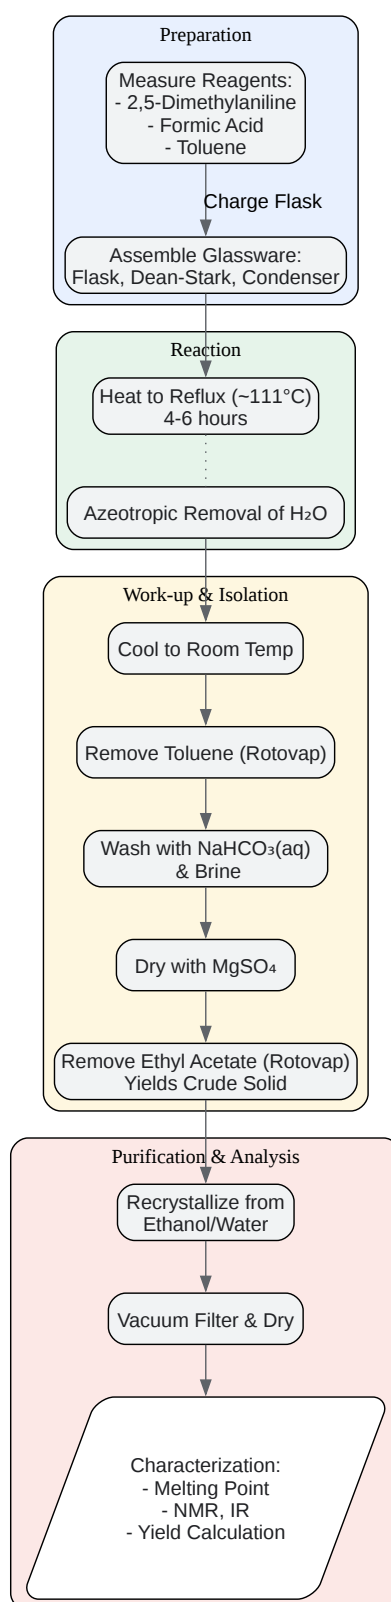 Preparation
Measure Reagents:
- 2,5-Dimethylaniline
- Formic Acid
- Toluene
Charge Flask
Assemble Glassware:
Flask, Dean-Stark, Condenser
Reaction
Heat to Reflux (~111°C)
4-6 hours
Azeotropic Removal of H₂O
Work-up & Isolation
Cool to Room Temp
Remove Toluene (Rotovap)
Wash with NaHCO₃(aq)
& Brine
Dry with MgSO₄
Remove Ethyl Acetate (Rotovap)
Yields Crude Solid
Purification & Analysis
Recrystallize from
Ethanol/Water
Vacuum Filter & Dry
Characterization:
- Melting Point
- NMR, IR
- Yield Calculation